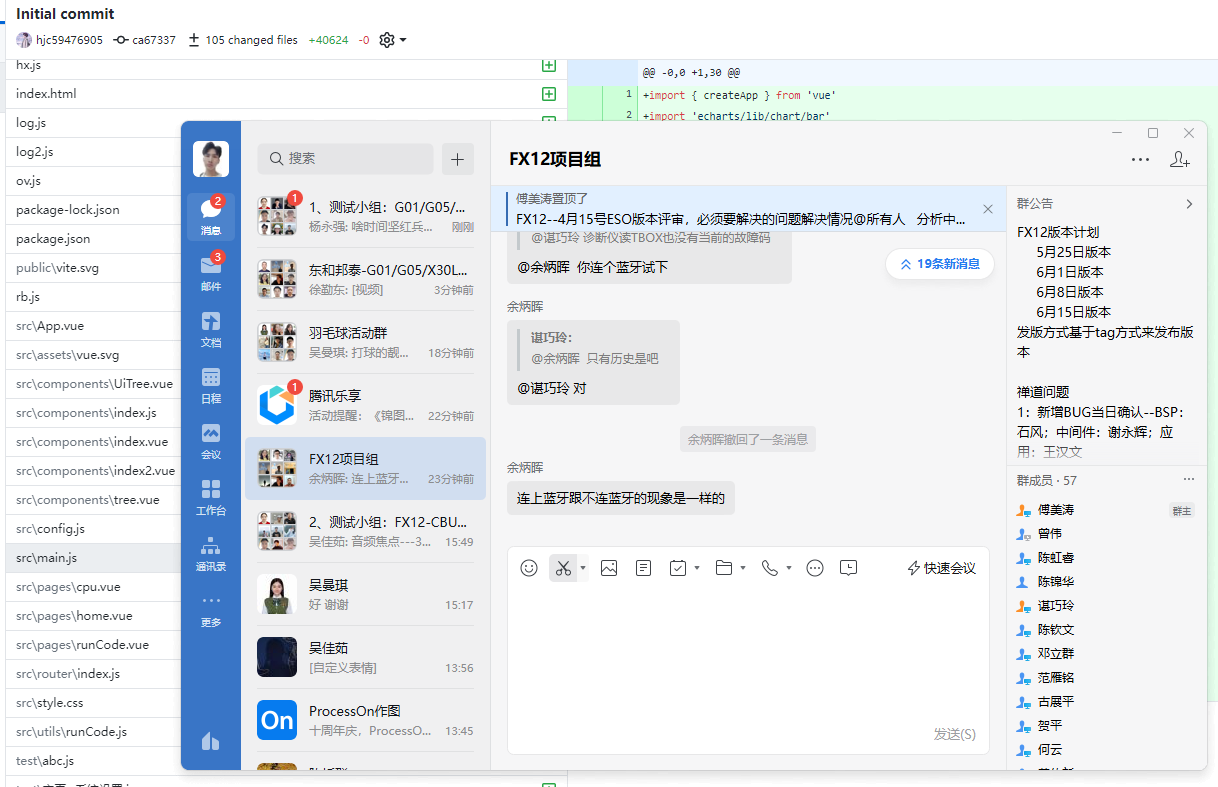 Initial commit
hjc59476905 ca67337 105 changed files +40624 -0
hx.js
index.html
log.js
log2.js
ov.js
package-lock.json
package.json
public\vite.svg
rb.js
src\App.vue
src\assets\vue.svg
src\components\UiTree.vue
src\components\index.js
src\components\index.vue
src\components\index2.vue
src\components\tree.vue
src\config.js
src\main.js
src\pages\cpu.vue
src\pages\home.vue
src\pages\runCode.vue
src\router\index.js
src\style.css
src\utils\runCode.js
test\abc.js
@@ -0,0 +1,30 @@
1 +import { createApp } from 'vue'
2 +import 'echarts/lib/chart/bar'
2
消息
3
邮件
文档
日程
会议
工作台
通讯录
更多
搜索
1
1、测试小组：G01/G05/...
杨永强: 啥时间坚红兵... 刚刚
东和邦泰-G01/G05/X30L...
徐勤东: [视频] 3分钟前
羽毛球活动群
吴曼琪: 打球的靓... 18分钟前
1
腾讯乐享
活动提醒：《锦图... 22分钟前
FX12项目组
余炳晖: 连上蓝牙... 23分钟前
2、测试小组：FX12-CBU...
吴佳茹: 音频焦点---3... 15:49
吴曼琪
好 谢谢 15:17
吴佳茹
[自定义表情] 13:56
On
ProcessOn作图
十周年庆，ProcessO... 13:45
FX12项目组
傅美涛置顶了
FX12--4月15号ESO版本评审，必须要解决的问题解决情况@所有人 分析中...
@谌巧玲 诊断仪读TBOX也没有当前的故障码
@余炳晖 你连个蓝牙试下
19条新消息
余炳晖
谌巧玲：
@余炳晖 只有历史是吧
@谌巧玲 对
余炳晖撤回了一条消息
余炳晖
连上蓝牙跟不连蓝牙的现象是一样的
快速会议
发送(S)
群公告
FX12版本计划
5月25日版本
6月1日版本
6月8日版本
6月15日版本
发版方式基于tag方式来发布版
本
禅道问题
1：新增BUG当日确认--BSP：
石风；中间件：谢永辉；应
用：王汉文
群成员 · 57
傅美涛 群主
曾伟
陈虹睿
陈锦华
谌巧玲
陈钦文
邓立群
范雁铭
古展平
贺平
何云